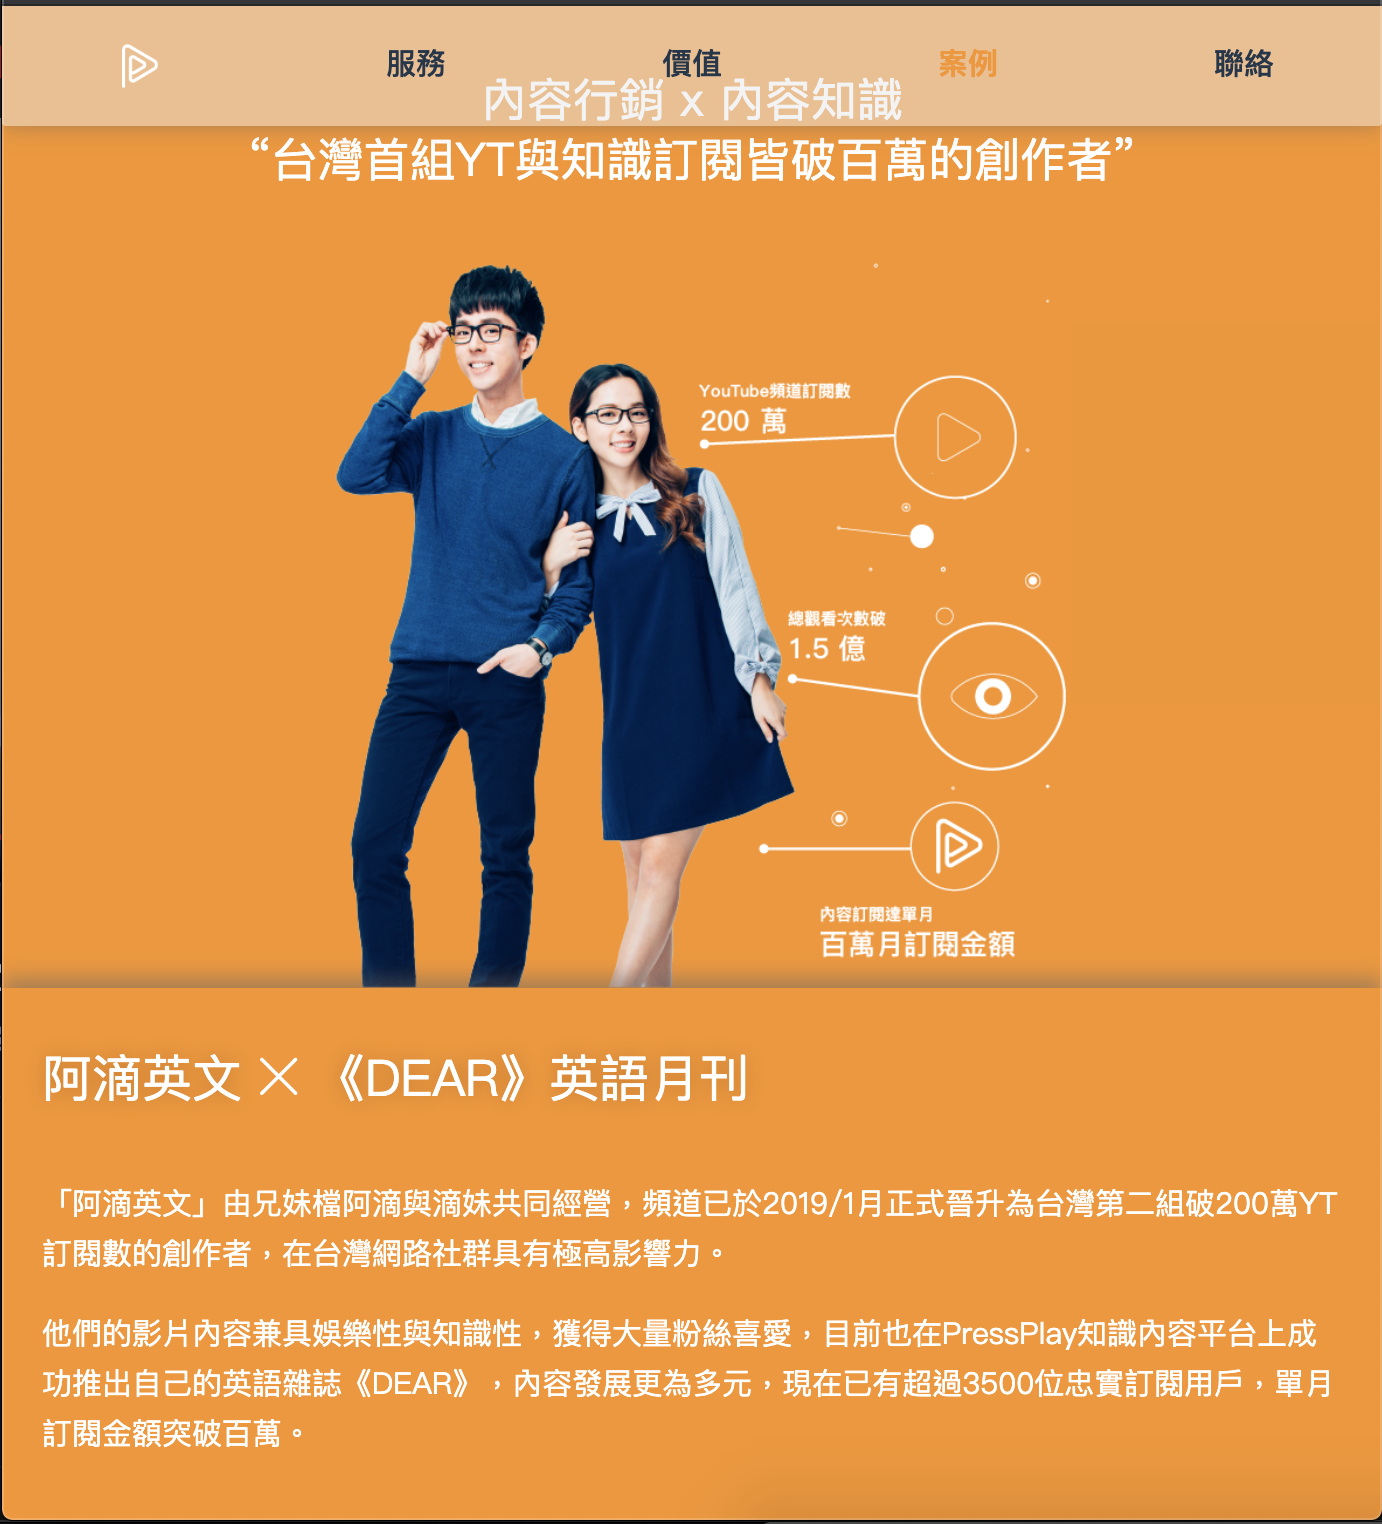 服務
價值
案例
聯絡
內容行銷 x 內容知識
“台灣首組YT與知識訂閱皆破百萬的創作者”
YouTube頻道訂閱數
200 萬
總觀看次數破
1.5 億
內容訂閱達單月
百萬月訂閱金額
阿滴英文 × 《DEAR》英語月刊
「阿滴英文」由兄妹檔阿滴與滴妹共同經營，頻道已於2019/1月正式晉升為台灣第二組破200萬YT
訂閱數的創作者，在台灣網路社群具有極高影響力。
他們的影片內容兼具娛樂性與知識性，獲得大量粉絲喜愛，目前也在PressPlay知識內容平台上成
功推出自己的英語雜誌《DEAR》，內容發展更為多元，現在已有超過3500位忠實訂閱用戶，單月
訂閱金額突破百萬。